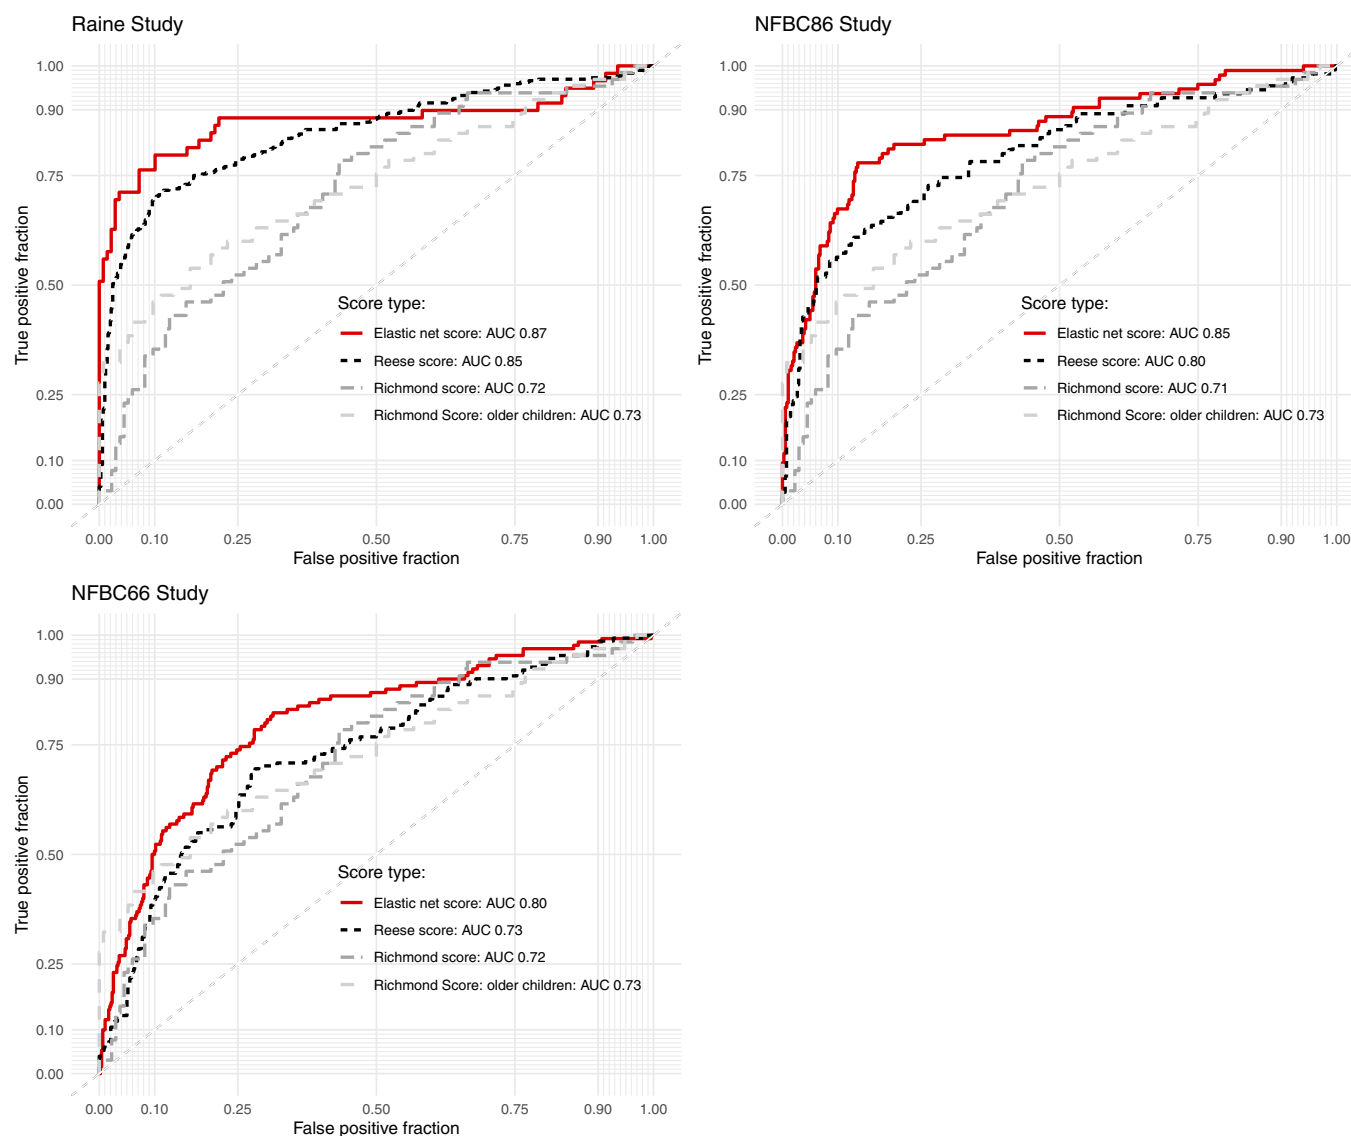 Raine Study
True positive fraction
1.00
0.90
0.75
0.50
0.25
0.10
0.00
Score type:
Elastic net score: AUC 0.87
Reese score: AUC 0.85
Richmond score: AUC 0.72
Richmond Score: older children: AUC 0.73
0.00 0.10 0.25 0.50 0.75 0.90 1.00
False positive fraction
NFBC86 Study
True positive fraction
1.00
0.90
0.75
0.50
0.25
0.10
0.00
Score type:
Elastic net score: AUC 0.85
Reese score: AUC 0.80
Richmond score: AUC 0.71
Richmond Score: older children: AUC 0.73
0.00 0.10 0.25 0.50 0.75 0.90 1.00
False positive fraction
NFBC66 Study
True positive fraction
1.00
0.90
0.75
0.50
0.25
0.10
0.00
Score type:
Elastic net score: AUC 0.80
Reese score: AUC 0.73
Richmond score: AUC 0.72
Richmond Score: older children: AUC 0.73
0.00 0.10 0.25 0.50 0.75 0.90 1.00
False positive fraction